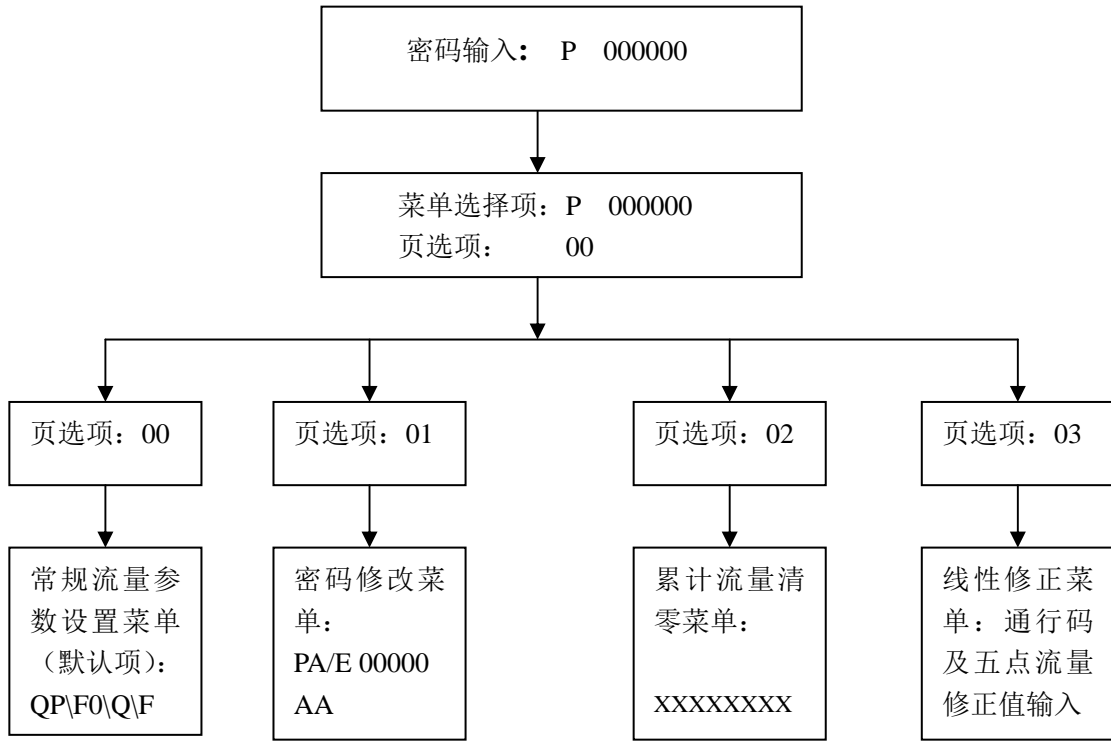 密码输入： P 000000
菜单选择项：P 000000
页选项： 00
页选项：00
页选项：01
页选项：02
页选项：03
常规流量参
数设置菜单
（默认项）：
QP\F0\Q\F
密码修改菜
单：
PA/E 00000
AA
累计流量清
零菜单：
XXXXXXXX
线性修正菜
单：通行码
及五点流量
修正值输入